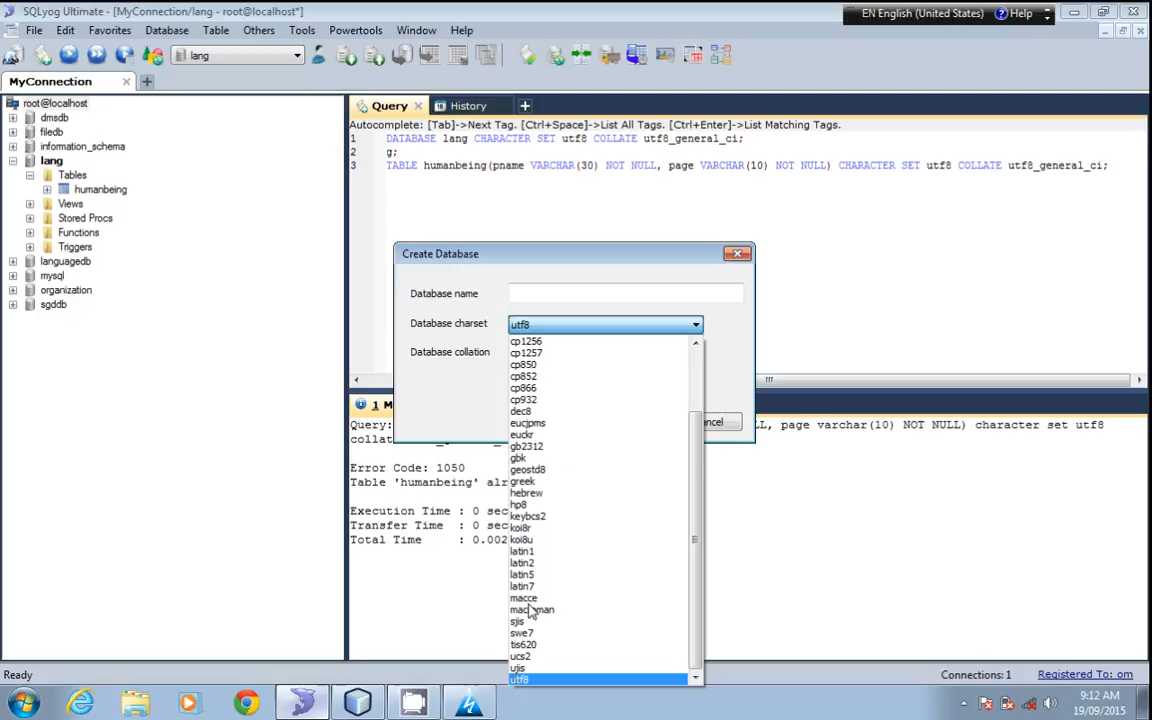 SQLyog Ultimate - [MyConnection/lang - root@localhost*]
EN English (United States)
Help
File Edit Favorites Database Table Others Tools Powertools Window Help
lang
MyConnection
root@localhost
dmsdb
filedb
information_schema
lang
Tables
humanbeing
Views
Stored Procs
Functions
Triggers
languagedb
mysql
organization
sgddb
Query
History
Autocomplete: [Tab]->Next Tag. [Ctrl+Space]->List All Tags. [Ctrl+Enter]->List Matching Tags.
1 DATABASE lang CHARACTER SET utf8 COLLATE utf8_general_ci;
2 g;
3 TABLE humanbeing(pname VARCHAR(30) NOT NULL, page VARCHAR(10) NOT NULL) CHARACTER SET utf8 COLLATE utf8_general_ci;
Create Database
Database name
Database charset utf8
Database collation
cp1256
cp1257
cp850
cp852
cp866
cp932
dec8
eucjpms
euckr
gb2312
gbk
geostd8
greek
hebrew
hp8
keybcs2
koi8r
koi8u
latin1
latin2
latin5
latin7
macce
sjis
swe7
tis620
ucs2
ujis
utf8
ancel
1 M
Query: LL, page varchar(10) NOT NULL) character set utf8
colla
Error Code: 1050
Table 'humanbeing' alr
Execution Time : 0 sec
Transfer Time : 0 sec
Total Time : 0.002
Ready
Connections: 1
Registered To: om
9:12 AM
19/09/2015